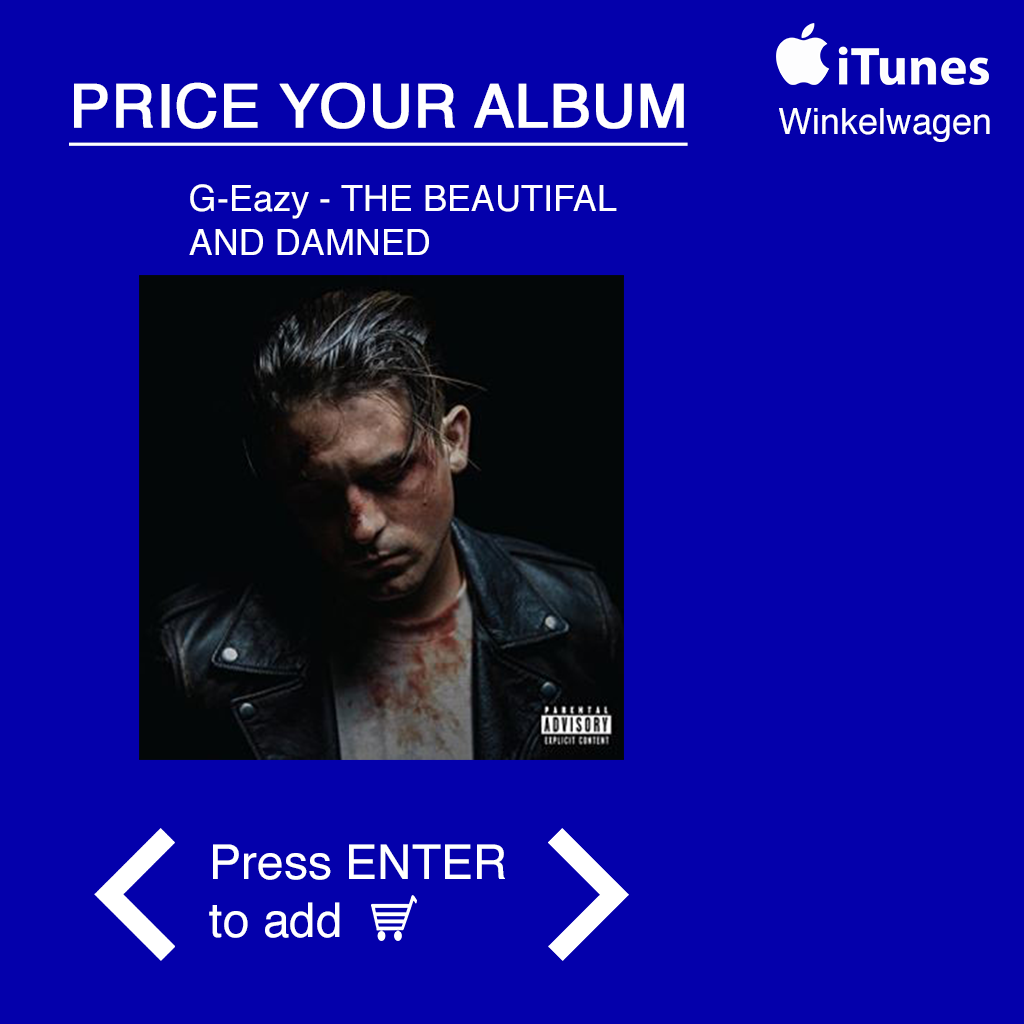 iTunes
Winkelwagen
PRICE YOUR ALBUM
G-Eazy - THE BEAUTIFAL
AND DAMNED
PARENTAL
ADVISORY
EXPLICIT CONTENT
Press ENTER
to add